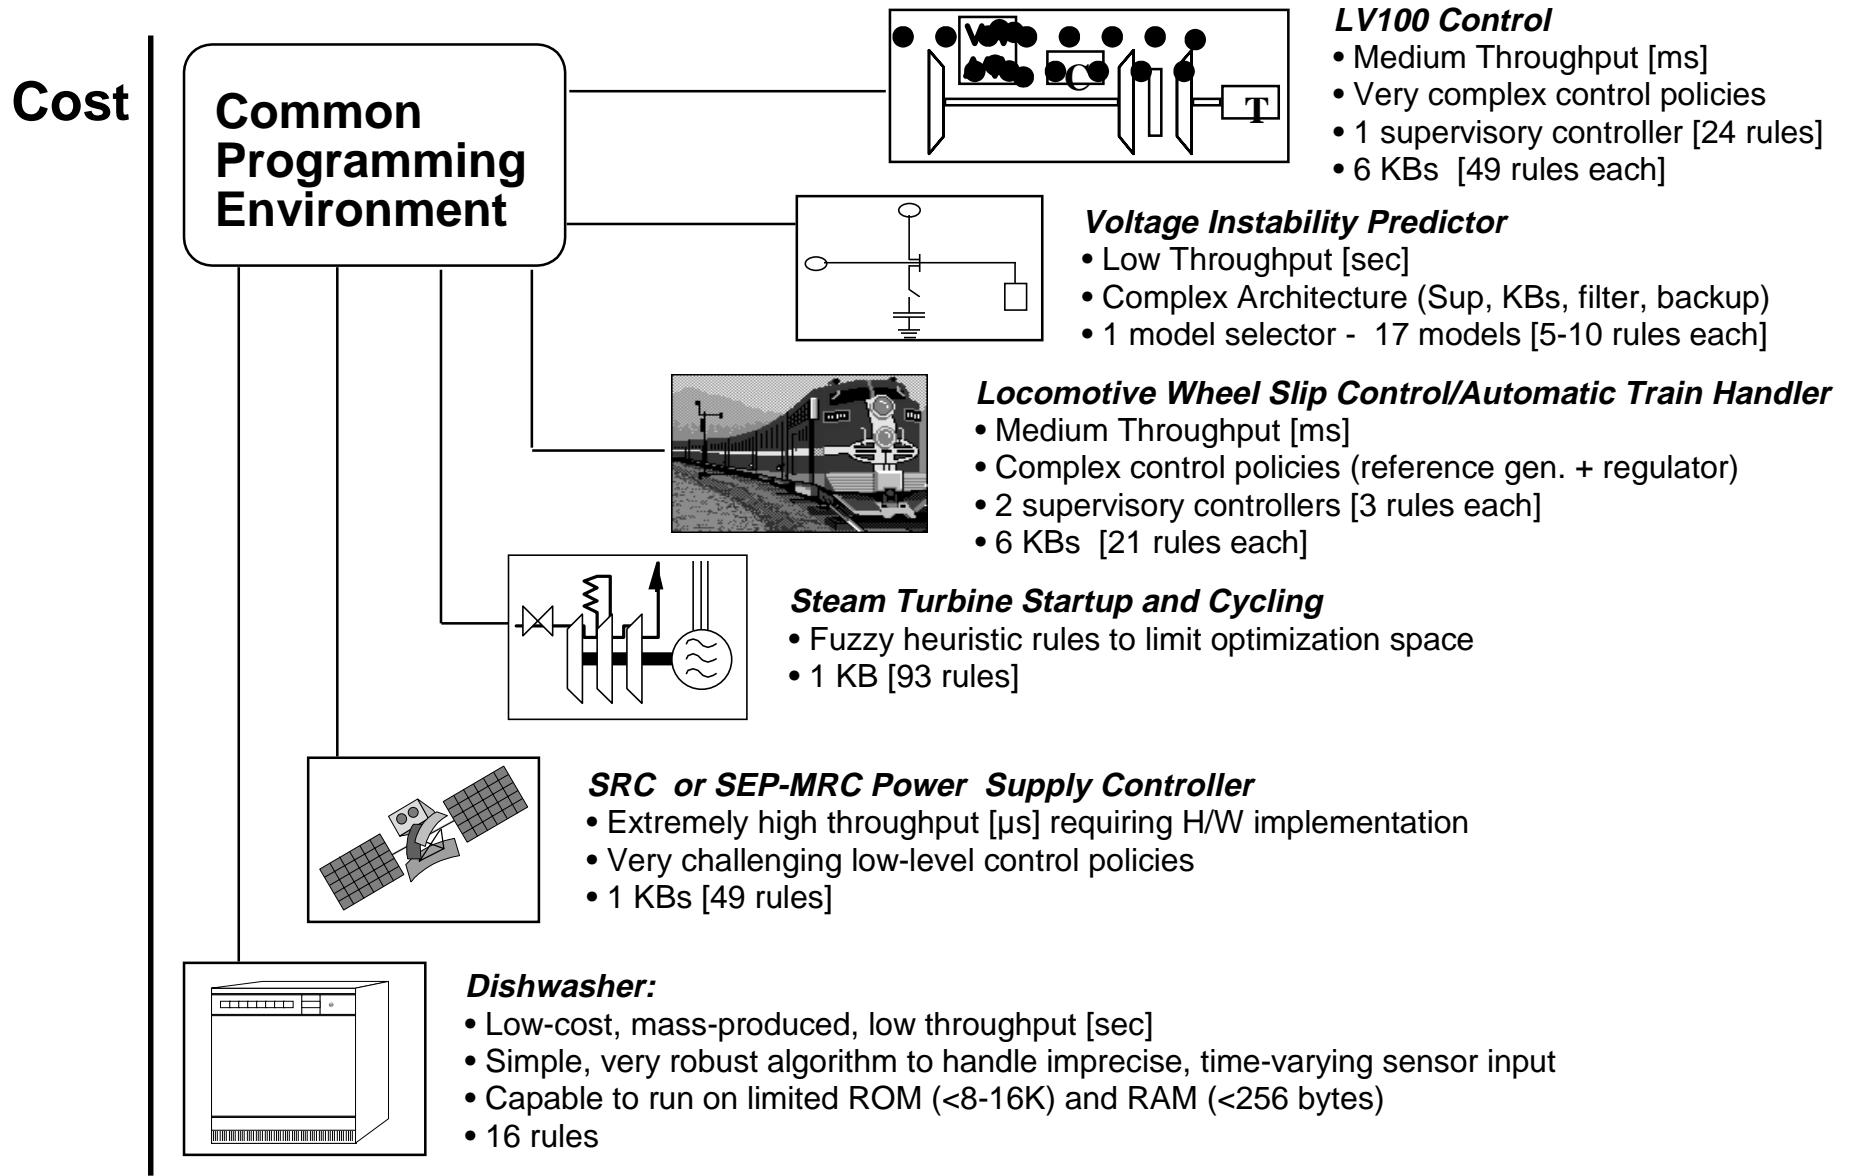 Cost
Common
Programming
Environment
C
T
LV100 Control
• Medium Throughput [ms]
• Very complex control policies
• 1 supervisory controller [24 rules]
• 6 KBs [49 rules each]
Voltage Instability Predictor
• Low Throughput [sec]
• Complex Architecture (Sup, KBs, filter, backup)
• 1 model selector - 17 models [5-10 rules each]
Locomotive Wheel Slip Control/Automatic Train Handler
• Medium Throughput [ms]
• Complex control policies (reference gen. + regulator)
• 2 supervisory controllers [3 rules each]
• 6 KBs [21 rules each]
Steam Turbine Startup and Cycling
• Fuzzy heuristic rules to limit optimization space
• 1 KB [93 rules]
SRC or SEP-MRC Power Supply Controller
• Extremely high throughput [µs] requiring H/W implementation
• Very challenging low-level control policies
• 1 KBs [49 rules]
Dishwasher:
• Low-cost, mass-produced, low throughput [sec]
• Simple, very robust algorithm to handle imprecise, time-varying sensor input
• Capable to run on limited ROM (<8-16K) and RAM (<256 bytes)
• 16 rules